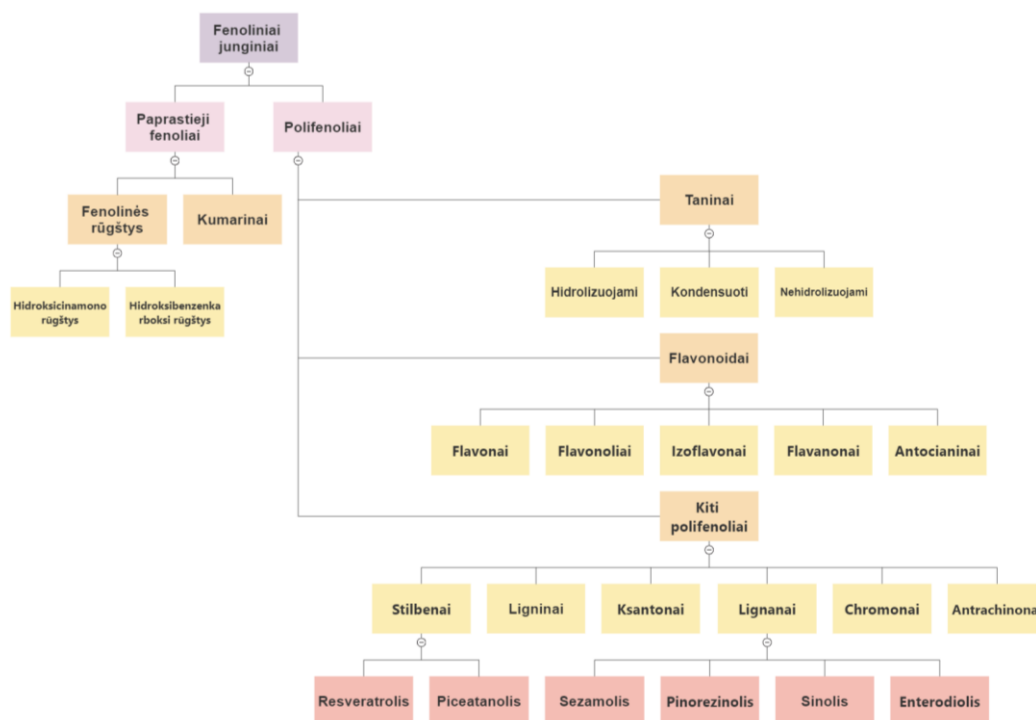 Fenoliniai
junginiai
Paprastieji
fenoliai
Polifenoliai
Fenolinės
rūgštys
Kumarinai
Taninai
Hidroksicinamono
rūgštys
Hidroksibenzenka
rboksi rūgštys
Hidrolizuojami
Kondensuoti
Nehidrolizuojami
Flavonoidai
Flavonai
Flavonoliai
Izoflavonai
Flavanonai
Antocianinai
Kiti
polifenoliai
Stilbenai
Ligninai
Ksantonai
Lignanai
Chromonai
Antrachinona
Resveratrolis
Piceatanolis
Sezamolis
Pinorezinolis
Sinolis
Enterodiolis